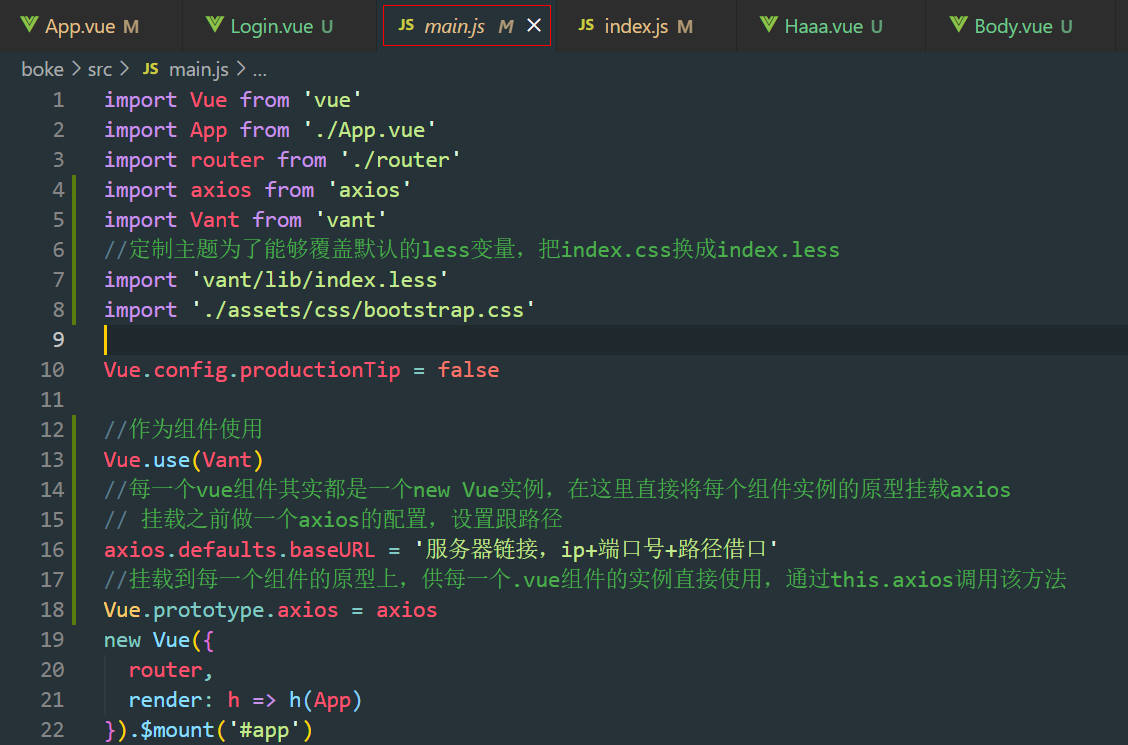 App.vue M Login.vue U JS main.js M JS index.js M Haaa.vue U Body.vue U
boke > src > JS main.js > ...
1 import Vue from 'vue'
2 import App from './App.vue'
3 import router from './router'
4 import axios from 'axios'
5 import Vant from 'vant'
6 //定制主题为了能够覆盖默认的less变量，把index.css换成index.less
7 import 'vant/lib/index.less'
8 import './assets/css/bootstrap.css'
9
10 Vue.config.productionTip = false
11
12 //作为组件使用
13 Vue.use(Vant)
14 //每一个vue组件其实都是一个new Vue实例，在这里直接将每个组件实例的原型挂载axios
15 // 挂载之前做一个axios的配置，设置跟路径
16 axios.defaults.baseURL = '服务器链接，ip+端口号+路径借口'
17 //挂载到每一个组件的原型上，供每一个.vue组件的实例直接使用，通过this.axios调用该方法
18 Vue.prototype.axios = axios
19 new Vue({
20 router,
21 render: h => h(App)
22 }).$mount('#app')